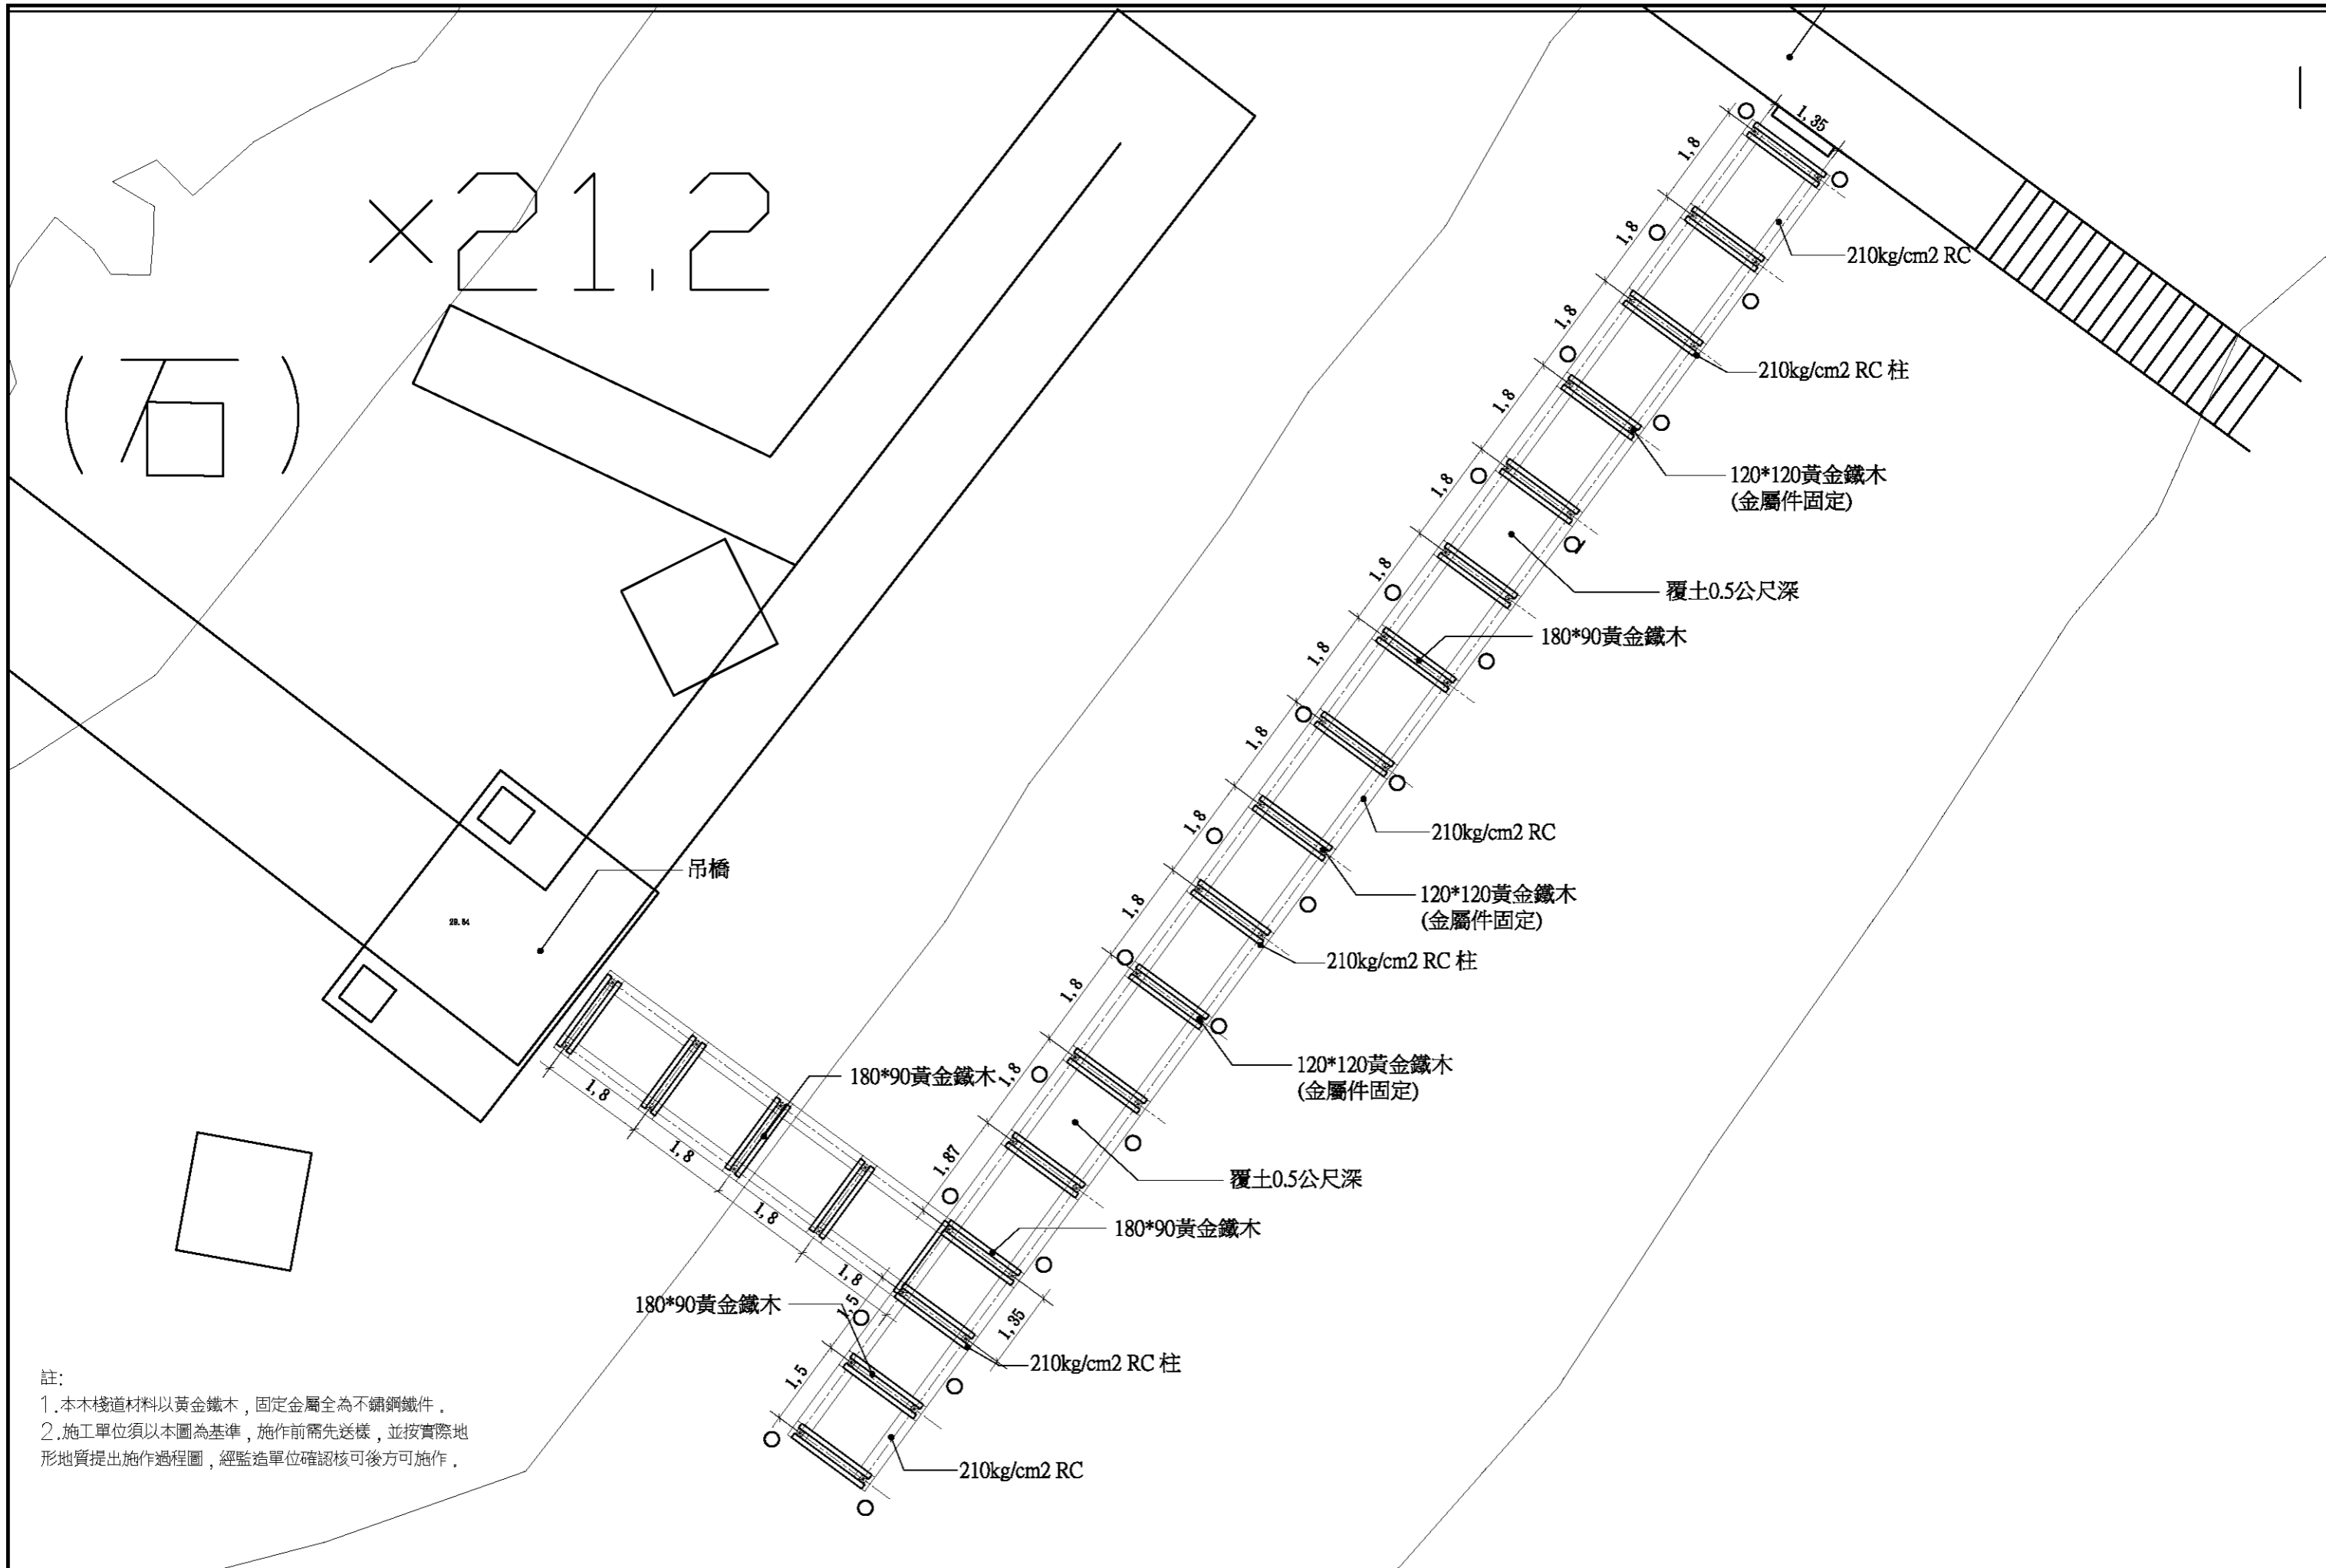 ×21.2
(石)
1,35
1,8
1,8
1,8
1,8
1,8
1,8
1,8
1,8
1,8
1,8
1,8
1,8
1,87
1,5
1,5
1,35
1,8
1,8
1,8
1,8
210kg/cm2 RC
210kg/cm2 RC 柱
120*120黃金鐵木
(金屬件固定)
覆土0.5公尺深
180*90黃金鐵木
210kg/cm2 RC
120*120黃金鐵木
(金屬件固定)
210kg/cm2 RC 柱
120*120黃金鐵木
(金屬件固定)
吊橋
180*90黃金鐵木
覆土0.5公尺深
180*90黃金鐵木
180*90黃金鐵木
210kg/cm2 RC 柱
210kg/cm2 RC
註:
1.本木棧道材料以黃金鐵木，固定金屬全為不鏽鋼鐵件．
2.施工單位須以本圖為基準，施作前需先送樣，並按實際地
形地質提出施作過程圖，經監造單位確認核可後方可施作．